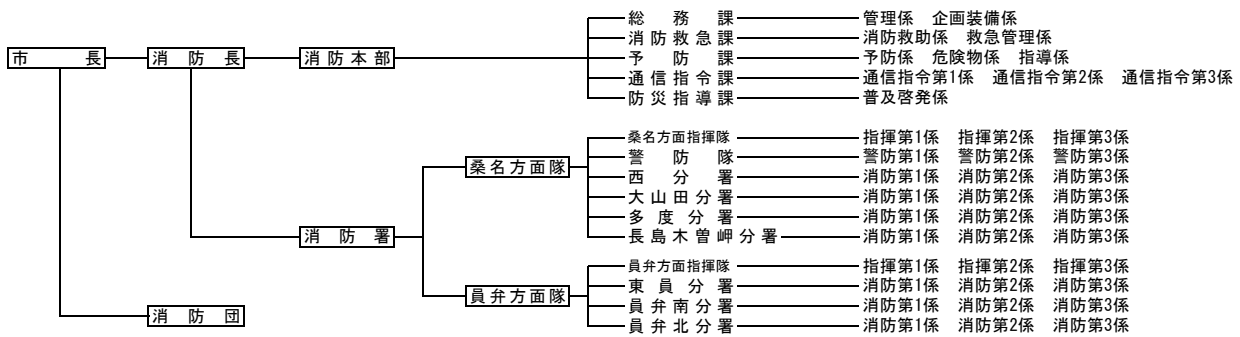 総務課 管理係 企画装備係
消防救急課 消防救助係 救急管理係
市長 消防長 消防本部 予防課 予防係 危険物係 指導係
通信指令課 通信指令第1係 通信指令第2係 通信指令第3係
防災指導課 普及啓発係
桑名方面指揮隊 指揮第1係 指揮第2係 指揮第3係
警防隊 警防第1係 警防第2係 警防第3係
桑名方面隊 西分署 消防第1係 消防第2係 消防第3係
大山田分署 消防第1係 消防第2係 消防第3係
多度分署 消防第1係 消防第2係 消防第3係
消防署 長島木曽岬分署 消防第1係 消防第2係 消防第3係
員弁方面指揮隊 指揮第1係 指揮第2係 指揮第3係
東員分署 消防第1係 消防第2係 消防第3係
員弁方面隊 員弁南分署 消防第1係 消防第2係 消防第3係
消防団 員弁北分署 消防第1係 消防第2係 消防第3係